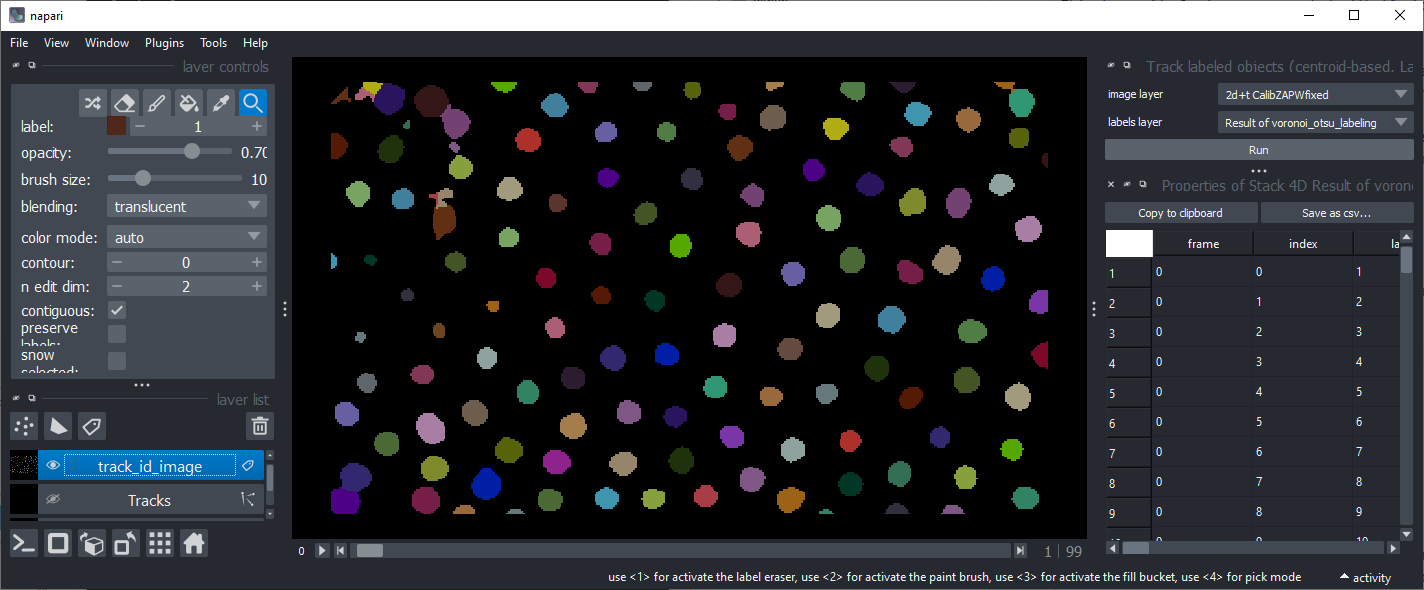 napari
File View Window Plugins Tools Help
layer controls
label: 1
opacity: 0.70
brush size: 10
blending: translucent
color mode: auto
contour: 0
n edit dim: 2
contiguous:
preserve
labels:
show
selected:
layer list
track_id_image
Tracks
0 1 | 99
use <1> for activate the label eraser, use <2> for activate the paint brush, use <3> for activate the fill bucket, use <4> for pick mode
activity
Track labeled objects (centroid-based. La
image layer 2d+t CalibZAPWfixed
labels layer Result of voronoi_otsu_labeling
Run
Properties of Stack 4D Result of vorono
Copy to clipboard Save as csv...
frame index la
1 0 0 1
2 0 1 2
3 0 2 3
4 0 3 4
5 0 4 5
6 0 5 6
7 0 6 7
8 0 7 8
9 0 8 9
10 0 9 10